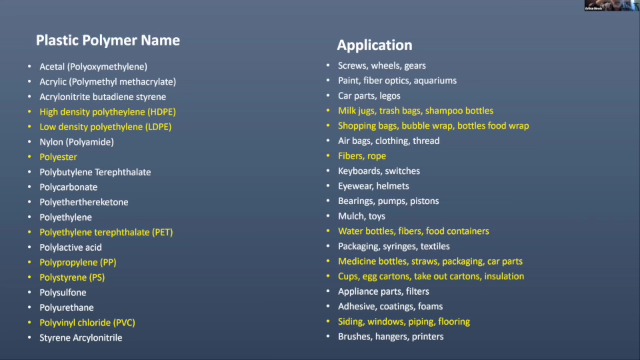 Plastic Polymer Name
Acetal (Polyoxymethylene)
Acrylic (Polymethyl methacrylate)
Acrylonitrite butadiene styrene
High density polytheylene (HDPE)
Low density polyethylene (LDPE)
Nylon (Polyamide)
Polyester
Polybutylene Terephthalate
Polycarbonate
Polyetherthereketone
Polyethylene
Polyethylene terephthalate (PET)
Polylactive acid
Polypropylene (PP)
Polystyrene (PS)
Polysulfone
Polyurethane
Polyvinyl chloride (PVC)
Styrene Arcylonitrile
Application
Screws, wheels, gears
Paint, fiber optics, aquariums
Car parts, legos
Milk jugs, trash bags, shampoo bottles
Shopping bags, bubble wrap, bottles food wrap
Air bags, clothing, thread
Fibers, rope
Keyboards, switches
Eyewear, helmets
Bearings, pumps, pistons
Mulch, toys
Water bottles, fibers, food containers
Packaging, syringes, textiles
Medicine bottles, straws, packaging, car parts
Cups, egg cartons, take out cartons, insulation
Appliance parts, filters
Adhesive, coatings, foams
Siding, windows, piping, flooring
Brushes, hangers, printers